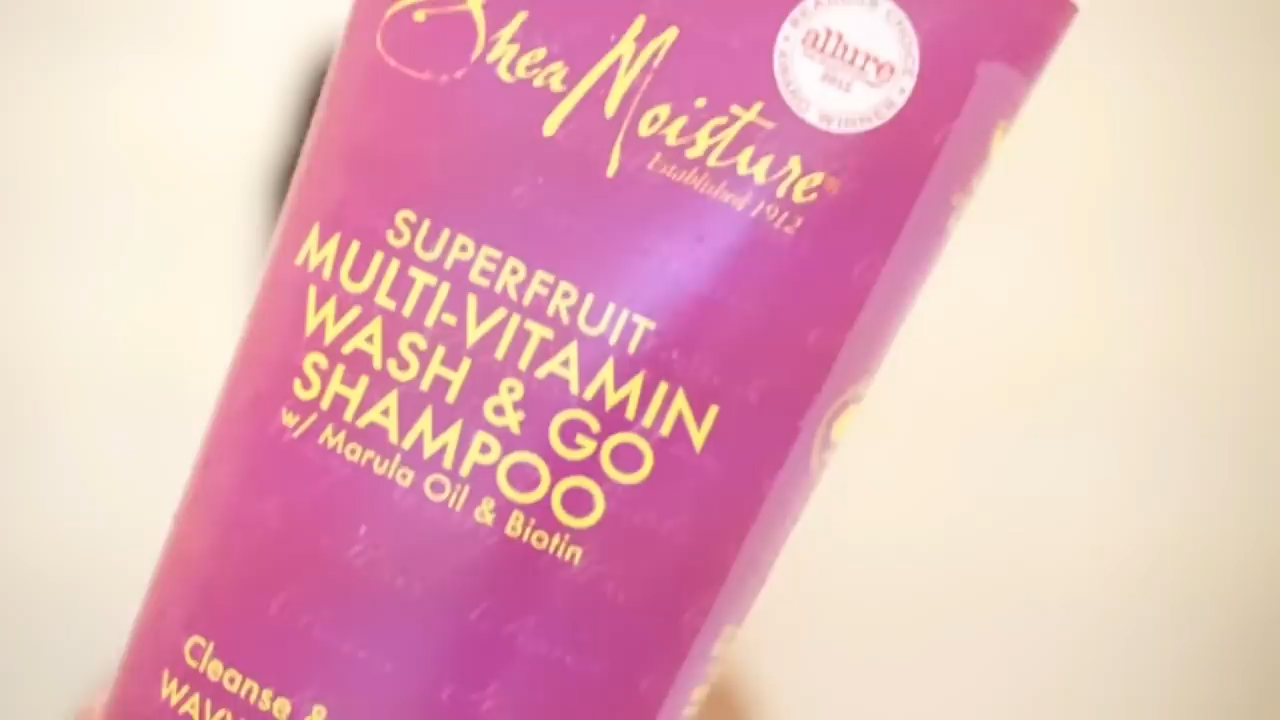 SheaMoisture
Established 1912
allure
SUPERFRUIT
MULTI-VITAMIN
WASH & GO
SHAMPOO
w/ Marula Oil & Biotin
Cleanse &